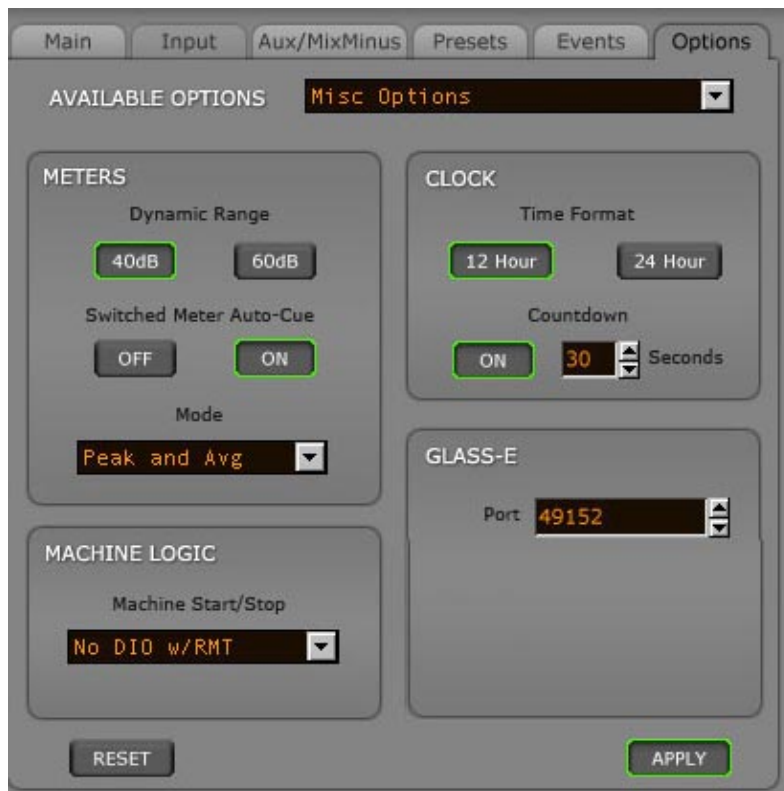 Main Input Aux/MixMinus Presets Events Options
AVAILABLE OPTIONS Misc Options
METERS
Dynamic Range
40dB 60dB
Switched Meter Auto-Cue
OFF ON
Mode
Peak and Avg
MACHINE LOGIC
Machine Start/Stop
No DIO w/RMT
CLOCK
Time Format
12 Hour 24 Hour
Countdown
ON 30 Seconds
GLASS-E
Port 49152
RESET APPLY